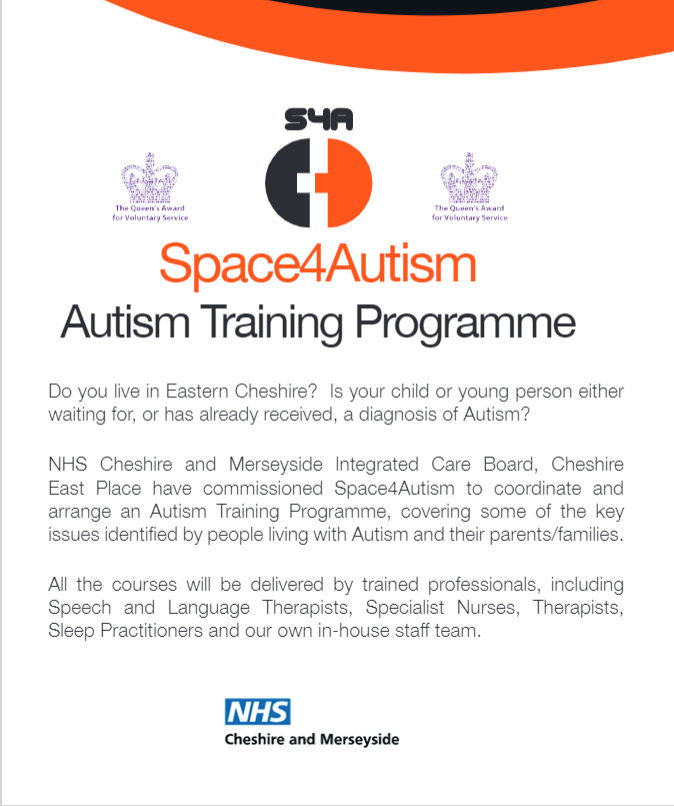 S4A
The Queen's Award
for Voluntary Service
The Queen's Award
for Voluntary Service
Space4Autism
Autism Training Programme
Do you live in Eastern Cheshire?  Is your child or young person either
waiting for, or has already received, a diagnosis of Autism?
NHS Cheshire and Merseyside Integrated Care Board, Cheshire
East Place have commissioned Space4Autism to coordinate and
arrange an Autism Training Programme, covering some of the key
issues identified by people living with Autism and their parents/families.
All the courses will be delivered by trained professionals, including
Speech and Language Therapists, Specialist Nurses, Therapists,
Sleep Practitioners and our own in-house staff team.
NHS
Cheshire and Merseyside